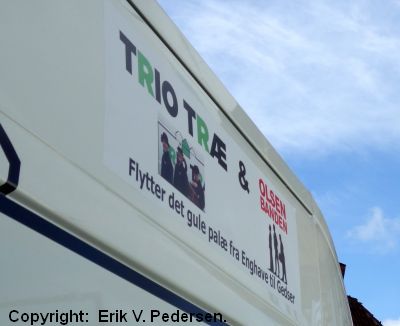 TRIO TRÆ &
OLSEN
BANDEN
Flytter det gule palæ fra Enghave til Gedser
Copyright: Erik V. Pedersen.